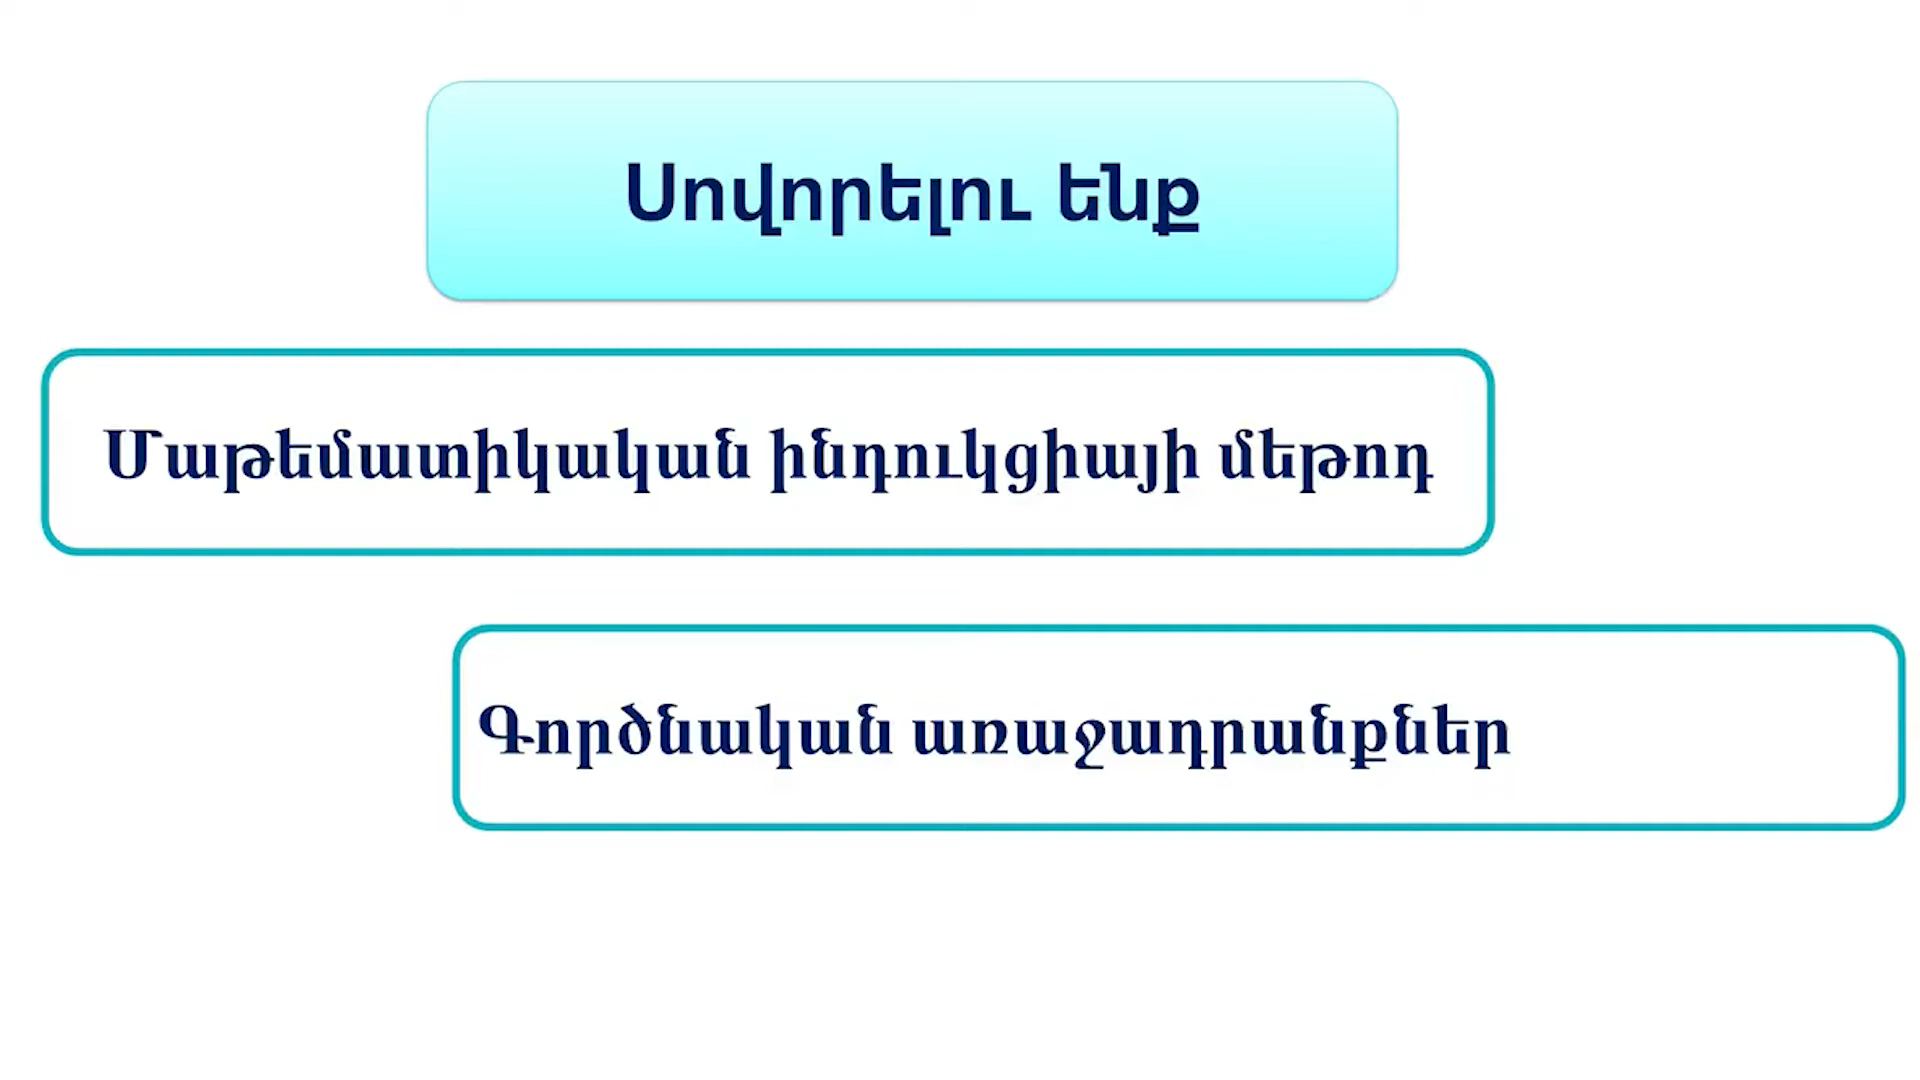 Սովորելու ենք
Մաթեմատիկական ինդուկցիայի մեթոդ
Գործնական առաջադրանքներ